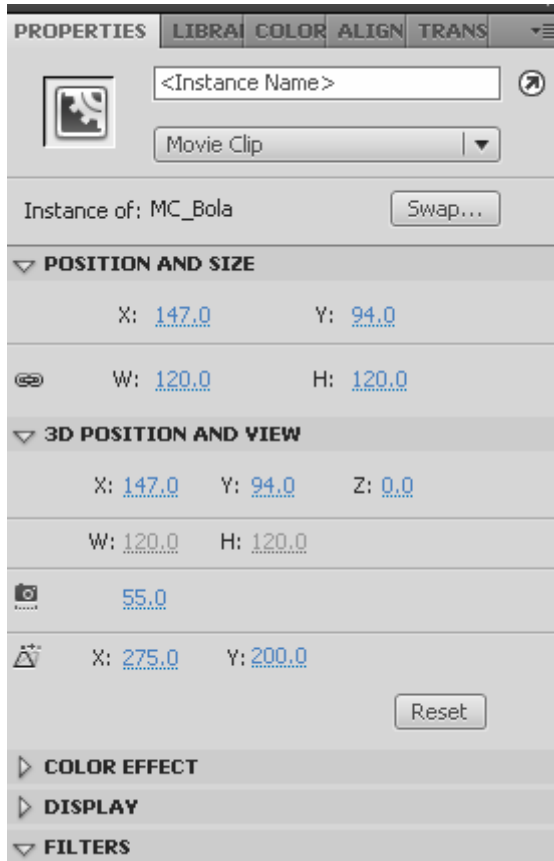 PROPERTIES LIBRAI COLOR ALIGN TRANS
<Instance Name>
Movie Clip
Instance of: MC_Bola Swap...
POSITION AND SIZE
X: 147.0 Y: 94.0
W: 120.0 H: 120.0
3D POSITION AND VIEW
X: 147.0 Y: 94.0 Z: 0.0
W: 120.0 H: 120.0
55.0
X: 275.0 Y: 200.0
Reset
COLOR EFFECT
DISPLAY
FILTERS